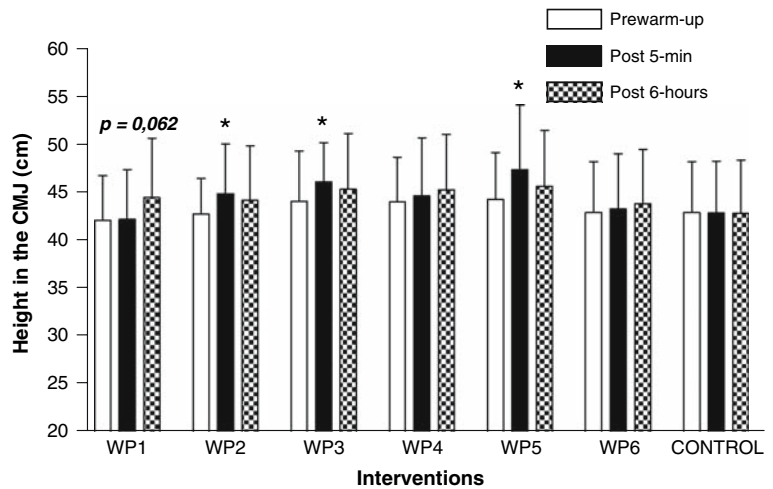 Prewarm-up
Post 5-min
Post 6-hours
60
55
50
45
40
35
30
25
20
Height in the CMJ (cm)
p = 0,062
*
*
*
WP1 WP2 WP3 WP4 WP5 WP6 CONTROL
Interventions